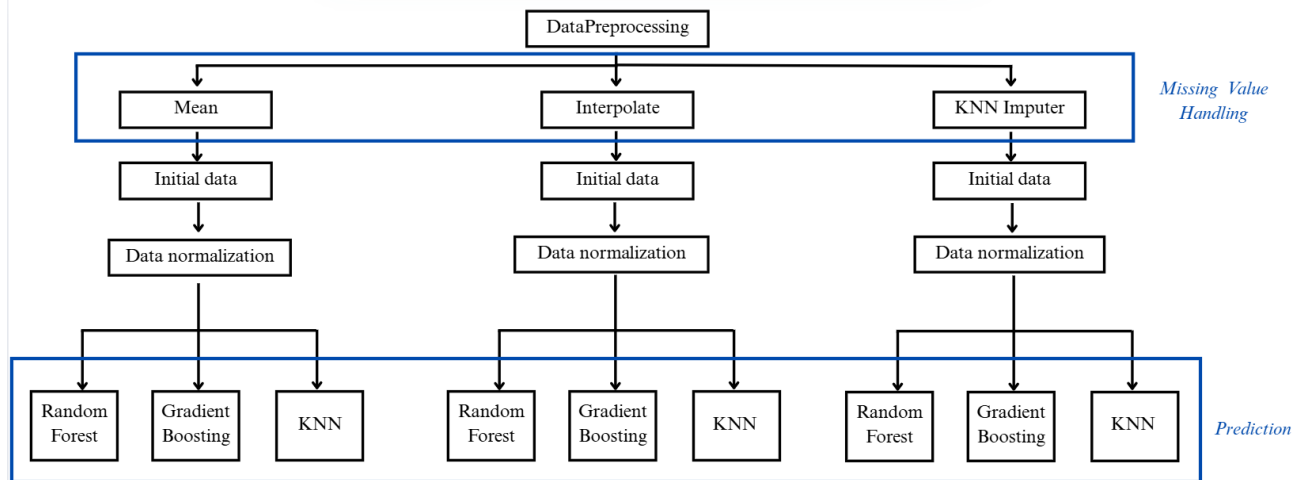 DataPreprocessing
Mean
Interpolate
KNN Imputer
Missing Value
Handling
Initial data
Initial data
Initial data
Data normalization
Data normalization
Data normalization
Random
Forest
Gradient
Boosting
KNN
Random
Forest
Gradient
Boosting
KNN
Random
Forest
Gradient
Boosting
KNN
Prediction